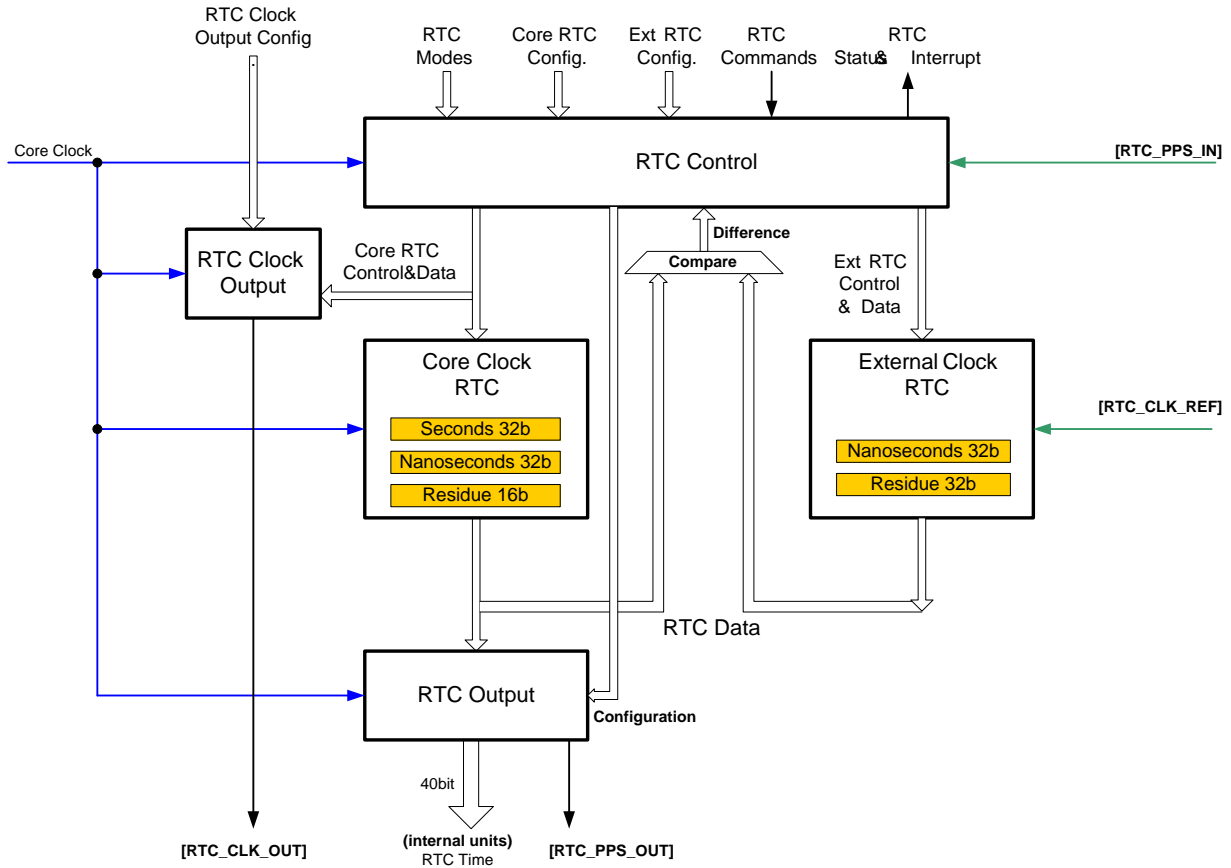 RTC Clock
Output Config
RTC
Modes
Core RTC
Config.
Ext RTC
Config.
RTC
Commands
RTC
Status& Interrupt
Core Clock
RTC Control
[RTC_PPS_IN]
Difference
Compare
RTC Clock
Output
Core RTC
Control&Data
Ext RTC
Control
& Data
Core Clock
RTC
Seconds 32b
Nanoseconds 32b
Residue 16b
External Clock
RTC
Nanoseconds 32b
Residue 32b
[RTC_CLK_REF]
RTC Data
RTC Output
Configuration
40bit
[RTC_CLK_OUT]
(internal units)
RTC Time
[RTC_PPS_OUT]